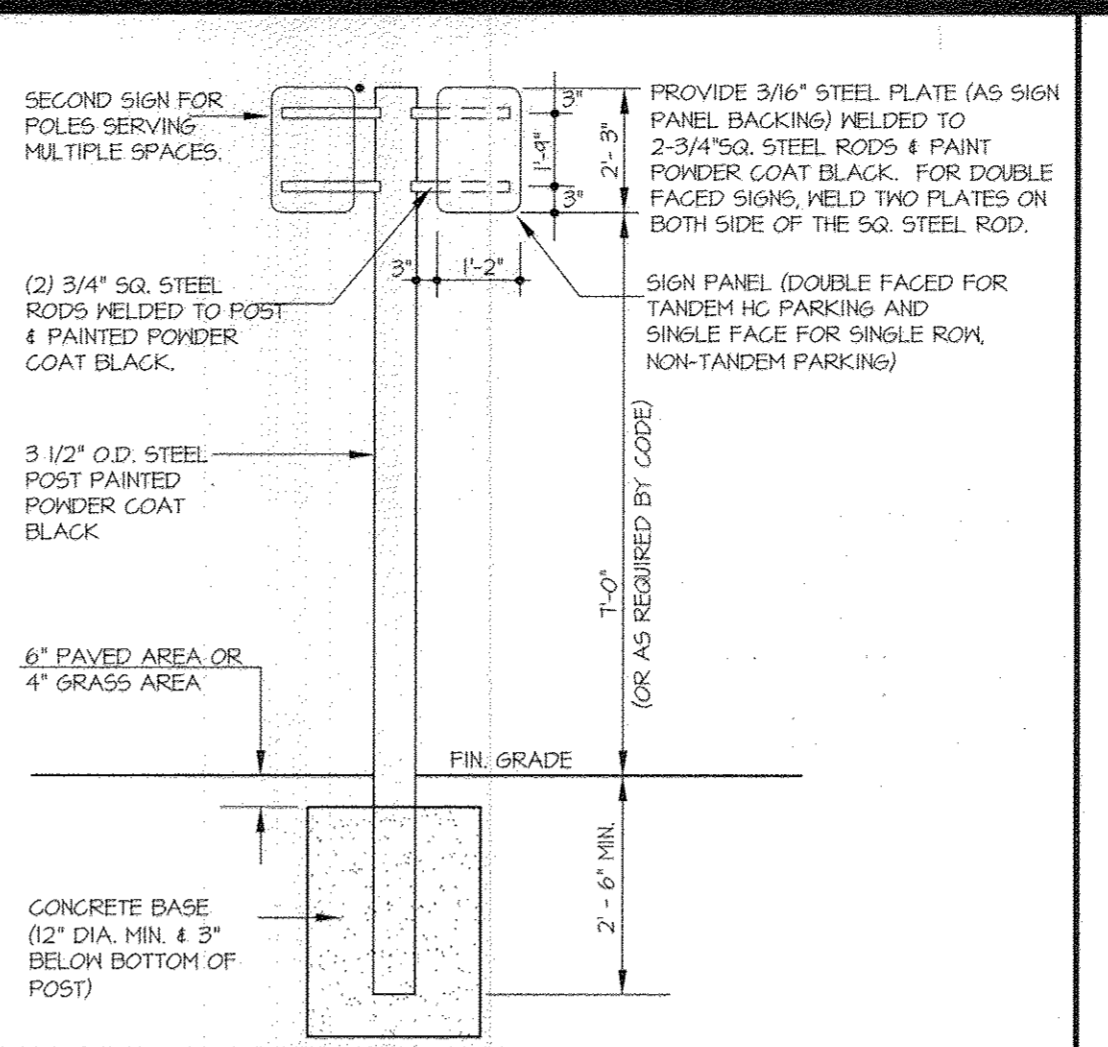 SECOND SIGN FOR
POLES SERVING
MULTIPLE SPACES.
(2) 3/4" SQ. STEEL
RODS WELDED TO POST
& PAINTED POWDER
COAT BLACK.
3 1/2" O.D. STEEL
POST PAINTED
POWDER COAT
BLACK
6" PAVED AREA OR
4" GRASS AREA
CONCRETE BASE
(12" DIA. MIN. & 3"
BELOW BOTTOM OF
POST)
3"
1'-9"
3"
2'- 3"
3"
1'-2"
PROVIDE 3/16" STEEL PLATE (AS SIGN
PANEL BACKING) WELDED TO
2-3/4"SQ. STEEL RODS & PAINT
POWDER COAT BLACK. FOR DOUBLE
FACED SIGNS, WELD TWO PLATES ON
BOTH SIDE OF THE SQ. STEEL ROD.
SIGN PANEL (DOUBLE FACED FOR
TANDEM HC PARKING AND
SINGLE FACE FOR SINGLE ROW,
NON-TANDEM PARKING)
7'-0"
(OR AS REQUIRED BY CODE)
FIN. GRADE
2' - 6" MIN.